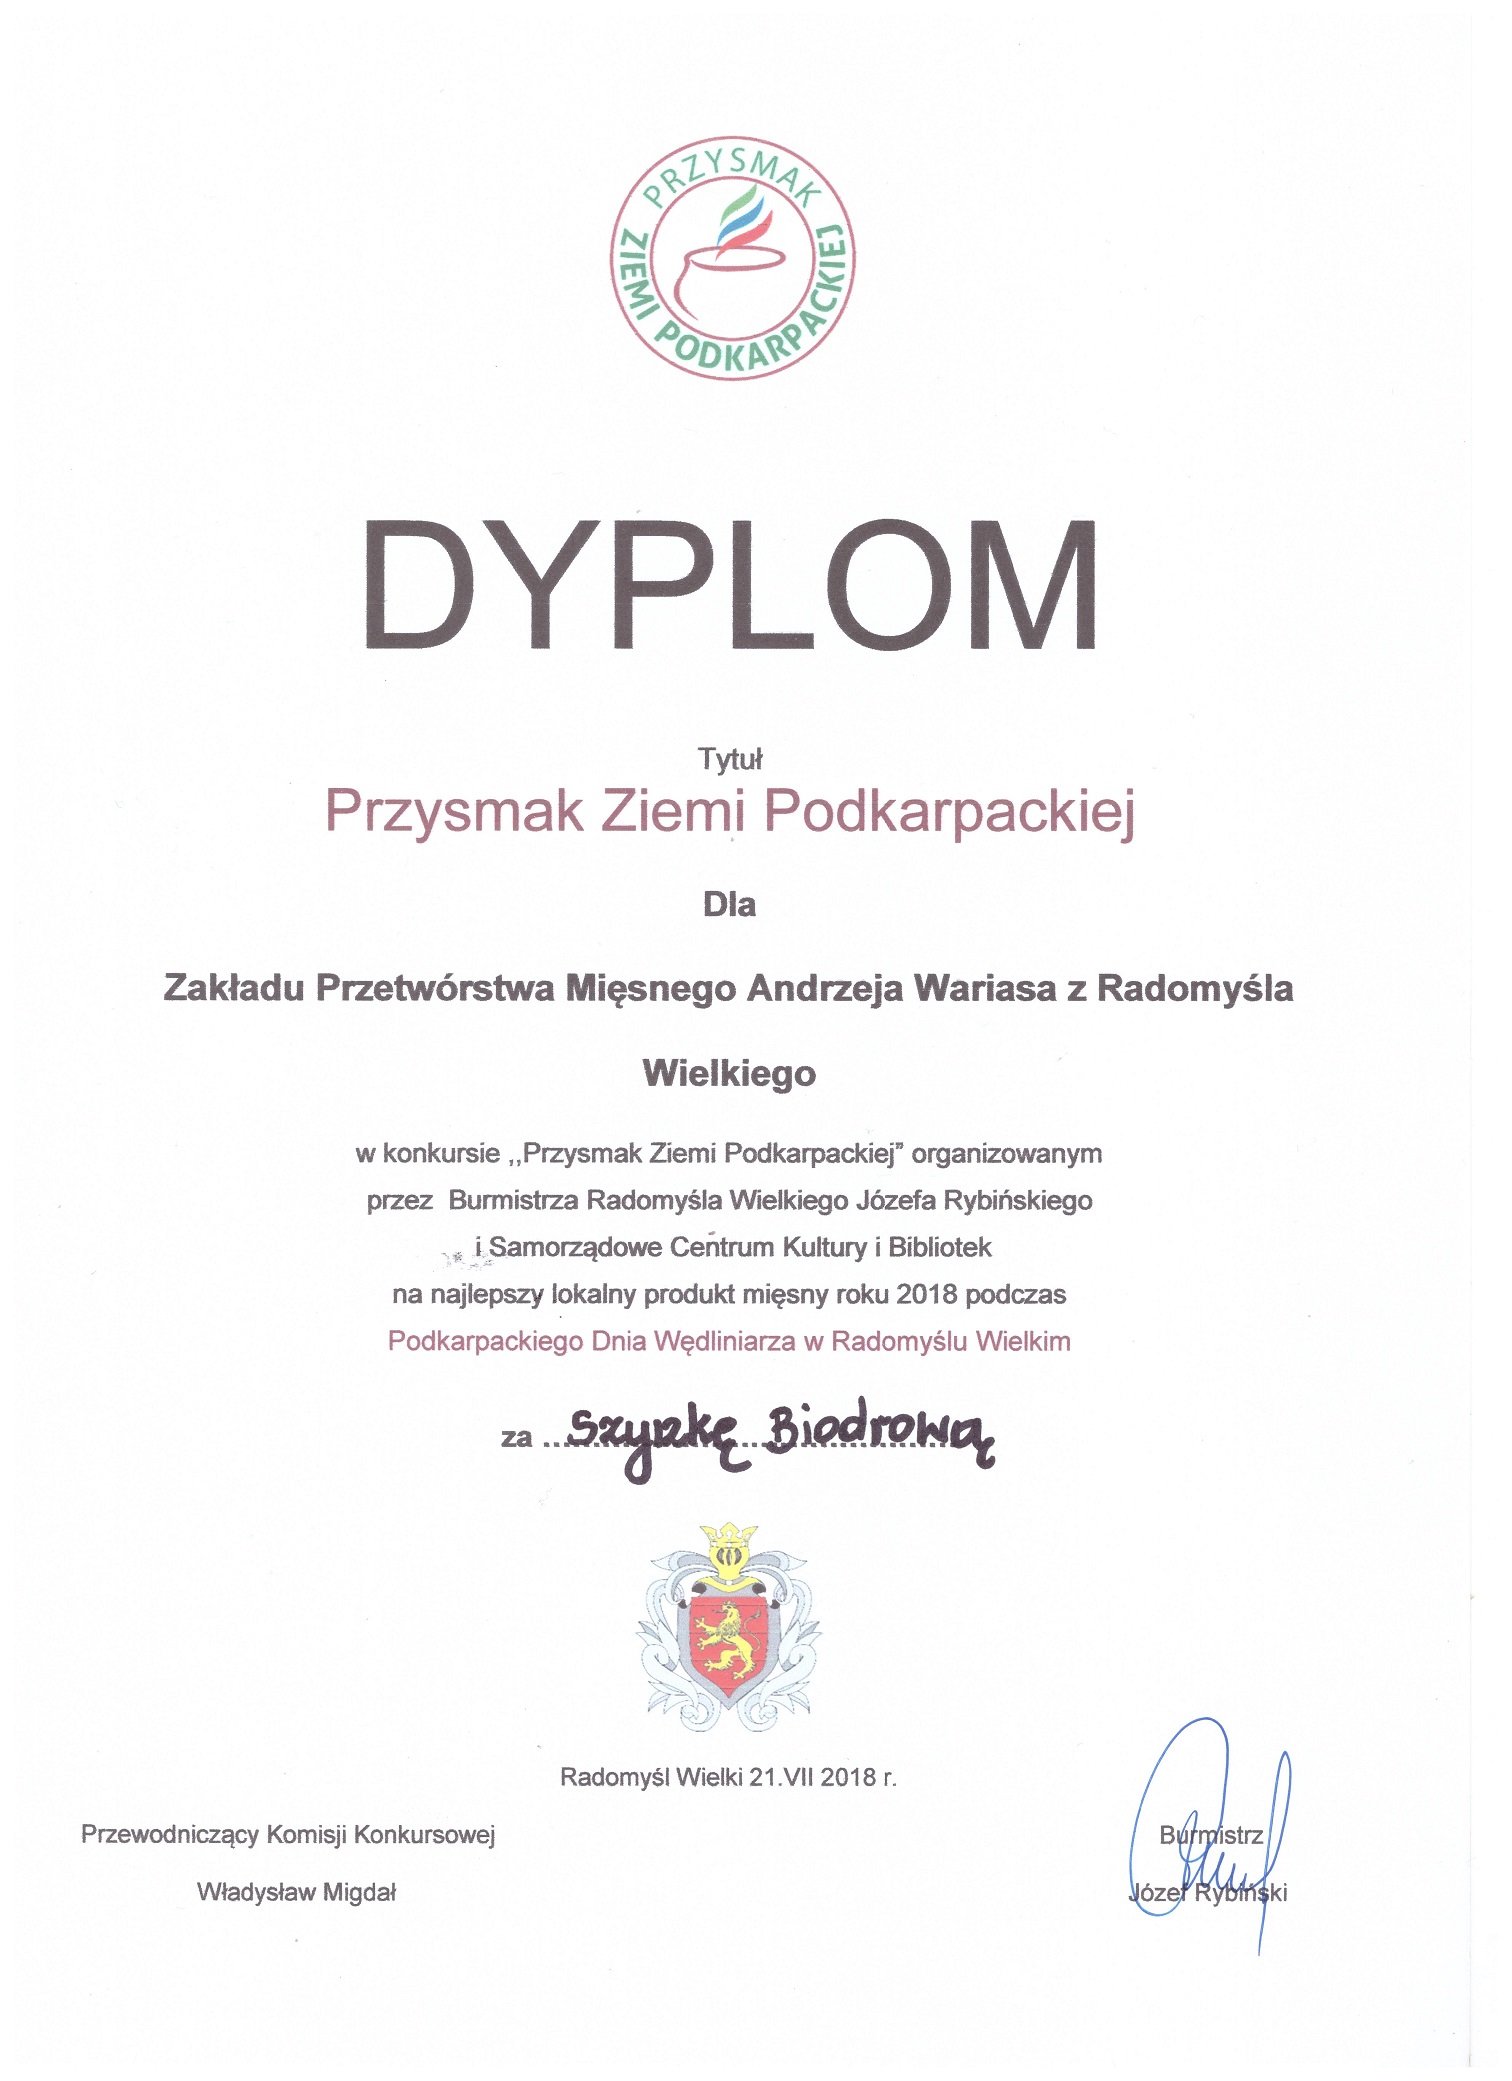 PRZYSMAK
ZIEMI PODKARPACKIEJ
DYPLOM
Tytuł
Przysmak Ziemi Podkarpackiej
Dla
Zakładu Przetwórstwa Mięsnego Andrzeja Wariasa z Radomyśla
Wielkiego
w konkursie ,,Przysmak Ziemi Podkarpackiej” organizowanym
przez Burmistrza Radomyśla Wielkiego Józefa Rybińskiego
i Samorządowe Centrum Kultury i Bibliotek
na najlepszy lokalny produkt mięsny roku 2018 podczas
Podkarpackiego Dnia Wędliniarza w Radomyślu Wielkim
za Szynkę Biodrową
Radomyśl Wielki 21.VII 2018 r.
Przewodniczący Komisji Konkursowej
Władysław Migdał
Burmistrz
Józef Rybiński